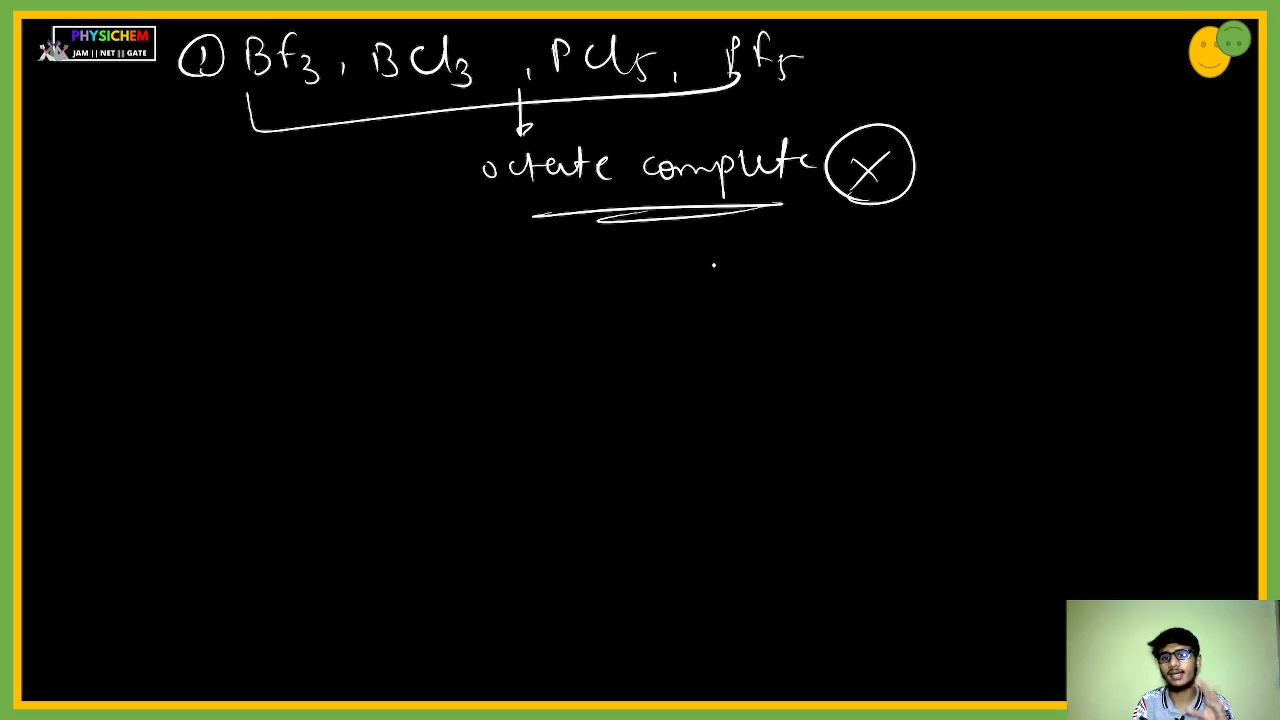 PHYSICHEM
JAM || NET || GATE
① BF3, BCl3, PCl5, PF5
octate complete X